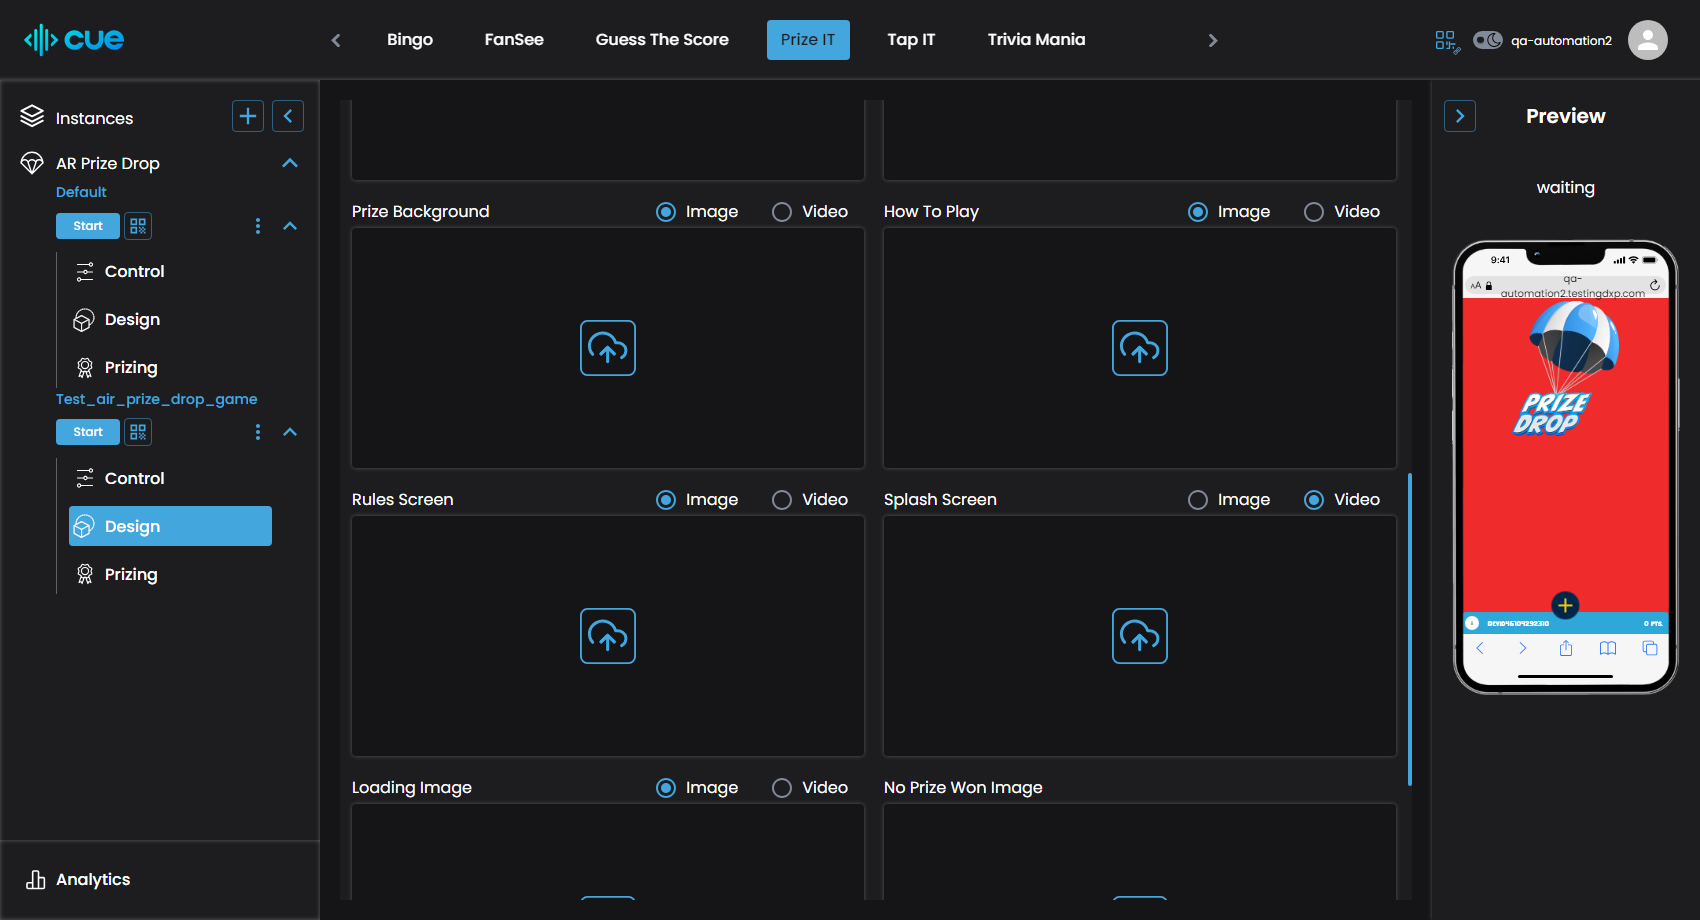 cue
Bingo
FanSee
Guess The Score
Prize IT
Tap IT
Trivia Mania
qa-automation2
Instances
AR Prize Drop
Default
Start
Control
Design
Prizing
Test_air_prize_drop_game
Start
Control
Design
Prizing
Analytics
Prize Background
Image
Video
How To Play
Image
Video
Rules Screen
Image
Video
Splash Screen
Image
Video
Loading Image
Image
Video
No Prize Won Image
Preview
waiting
9:41
AA
qa-
automation2.testingdxp.com
PRIZE
DROP
0 PTS.